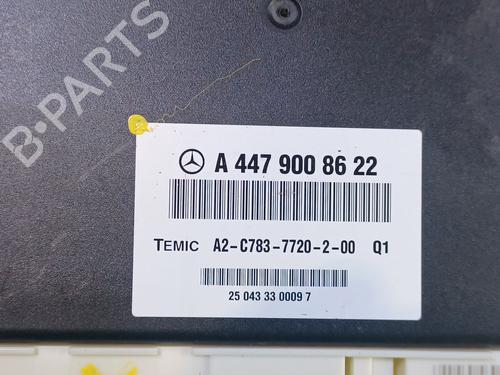 B-PARTS
A 447 900 86 22
TEMIC A2-C783-7720-2-00 Q1
25 043 33 0009 7